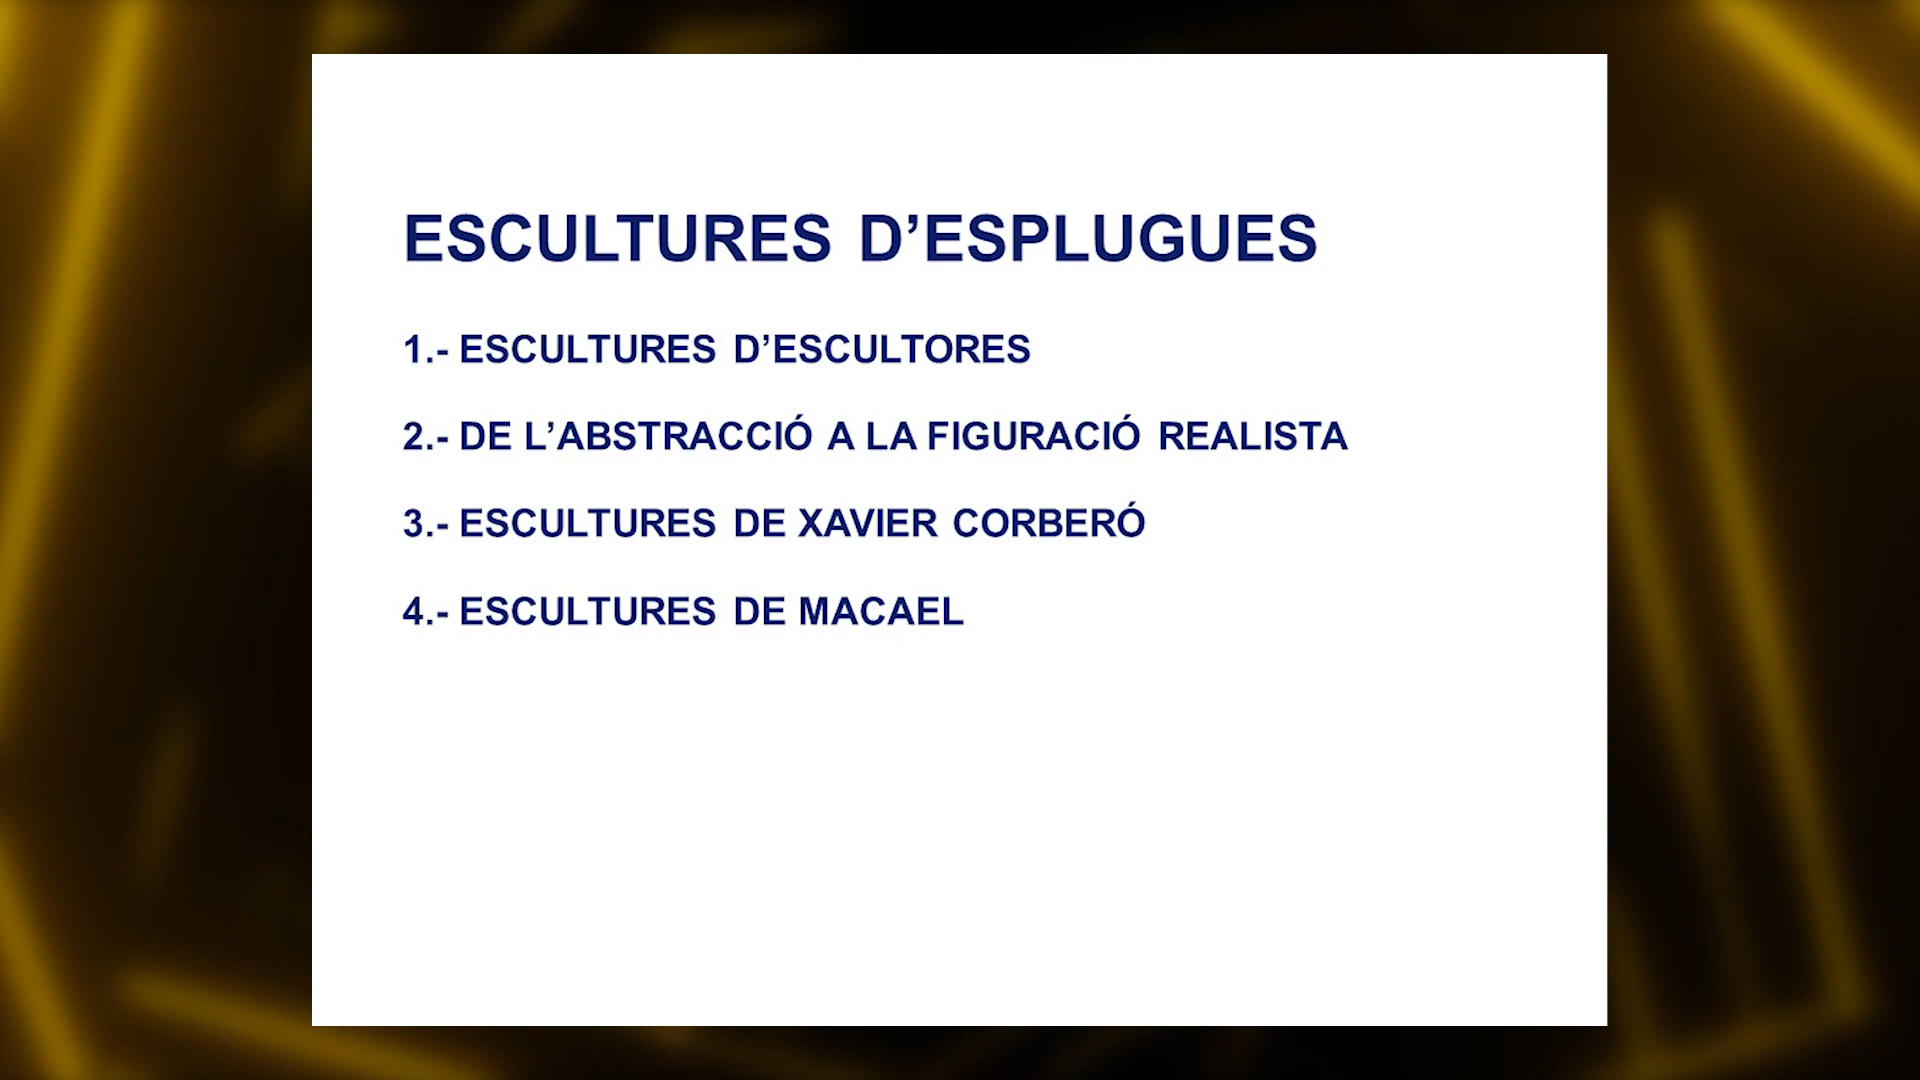 ESCULTURES D’ESPLUGUES
1.- ESCULTURES D’ESCULTORES
2.- DE L’ABSTRACCIÓ A LA FIGURACIÓ REALISTA
3.- ESCULTURES DE XAVIER CORBERÓ
4.- ESCULTURES DE MACAEL